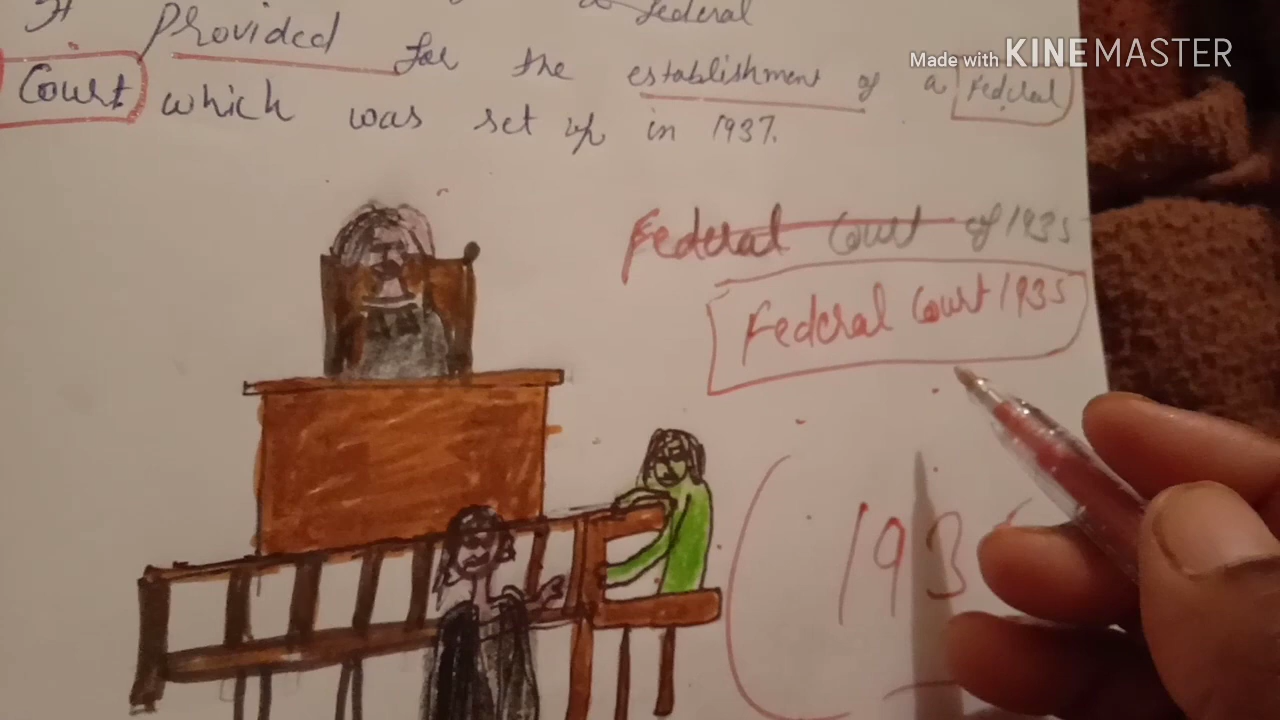 It
Federal
provided for the establishment of a Federal
Court which was set up in 1937.
Federal Court of 1935
Federal Court 1935
( 193
Made with KINEMASTER